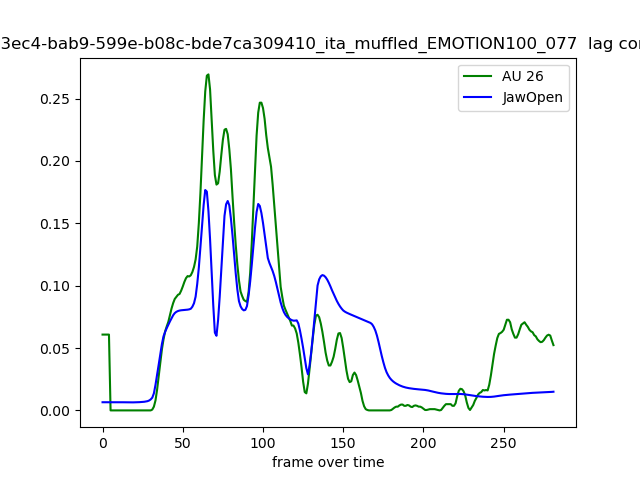 3ec4-bab9-599e-b08c-bde7ca309410_ita_muffled_EMOTION100_077 lag
AU 26
JawOpen
0.25
0.20
0.15
0.10
0.05
0.00
0 50 100 150 200 250
frame over time